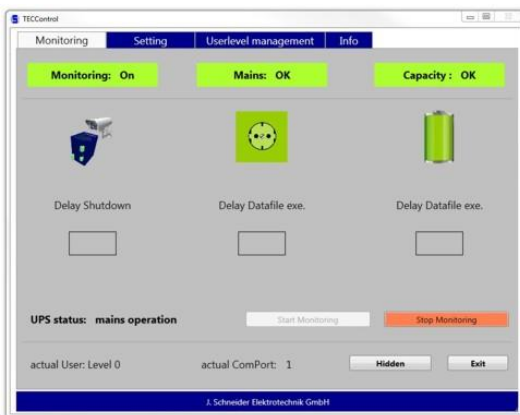 TECControl
Monitoring Setting Userlevel management Info
Monitoring: On Mains: OK Capacity : OK
Delay Shutdown Delay Datafile exe. Delay Datafile exe.
UPS status: mains operation Start Monitoring Stop Monitoring
actual User: Level 0 actual ComPort: 1 Hidden Exit
J. Schneider Elektrotechnik GmbH